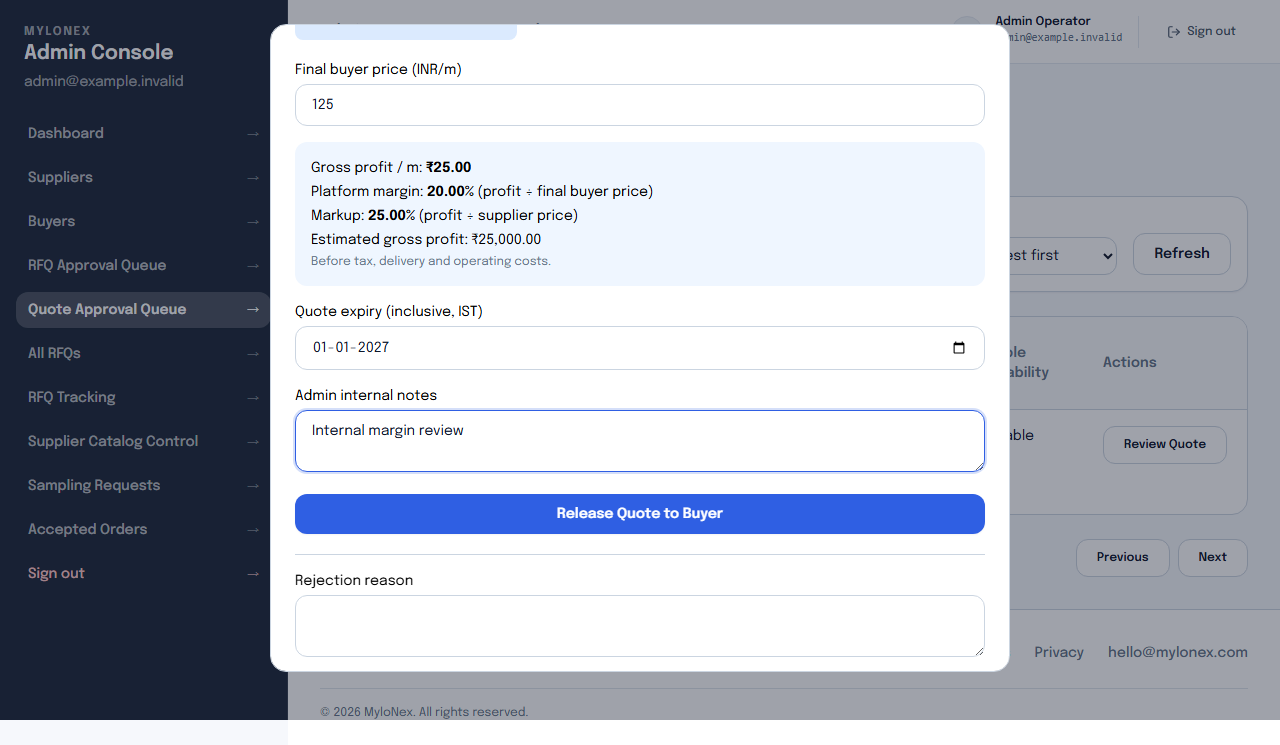 MYLONEX
Admin Console
admin@example.invalid
Dashboard →
Suppliers →
Buyers →
RFQ Approval Queue →
Quote Approval Queue →
All RFQs →
RFQ Tracking →
Supplier Catalog Control →
Sampling Requests →
Accepted Orders →
Sign out →
Admin Operator
min@example.invalid
Sign out
Final buyer price (INR/m)
125
Gross profit / m: ₹25.00
Platform margin: 20.00% (profit ÷ final buyer price)
Markup: 25.00% (profit ÷ supplier price)
Estimated gross profit: ₹25,000.00
Before tax, delivery and operating costs.
Quote expiry (inclusive, IST)
01-01-2027
Admin internal notes
Internal margin review
Release Quote to Buyer
Rejection reason
est first
Refresh
Actions
Review Quote
Previous
Next
Privacy
hello@mylonex.com
© 2026 MyloNex. All rights reserved.